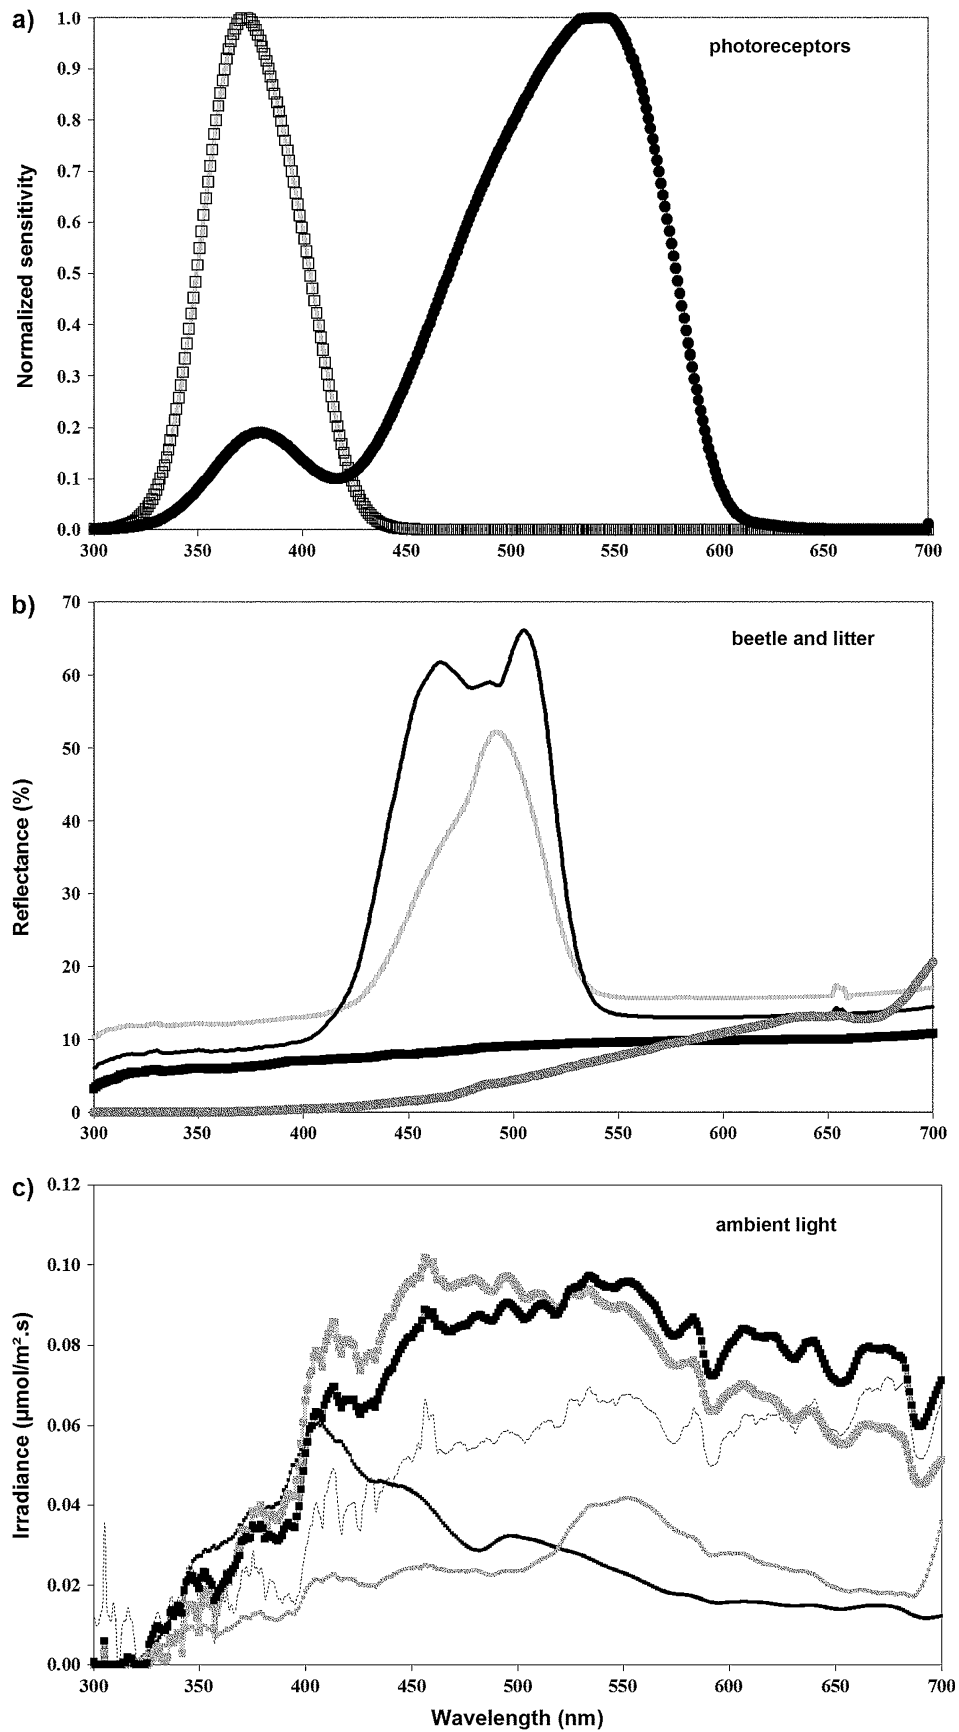 a)
photoreceptors
Normalized sensitivity
1.0
0.9
0.8
0.7
0.6
0.5
0.4
0.3
0.2
0.1
0.0
300 350 400 450 500 550 600 650 700
b)
beetle and litter
Reflectance (%)
70
60
50
40
30
20
10
0
300 350 400 450 500 550 600 650 700
c)
ambient light
Irradiance (µmol/m².s)
0.12
0.10
0.08
0.06
0.04
0.02
0.00
300 350 400 450 500 550 600 650 700
Wavelength (nm)